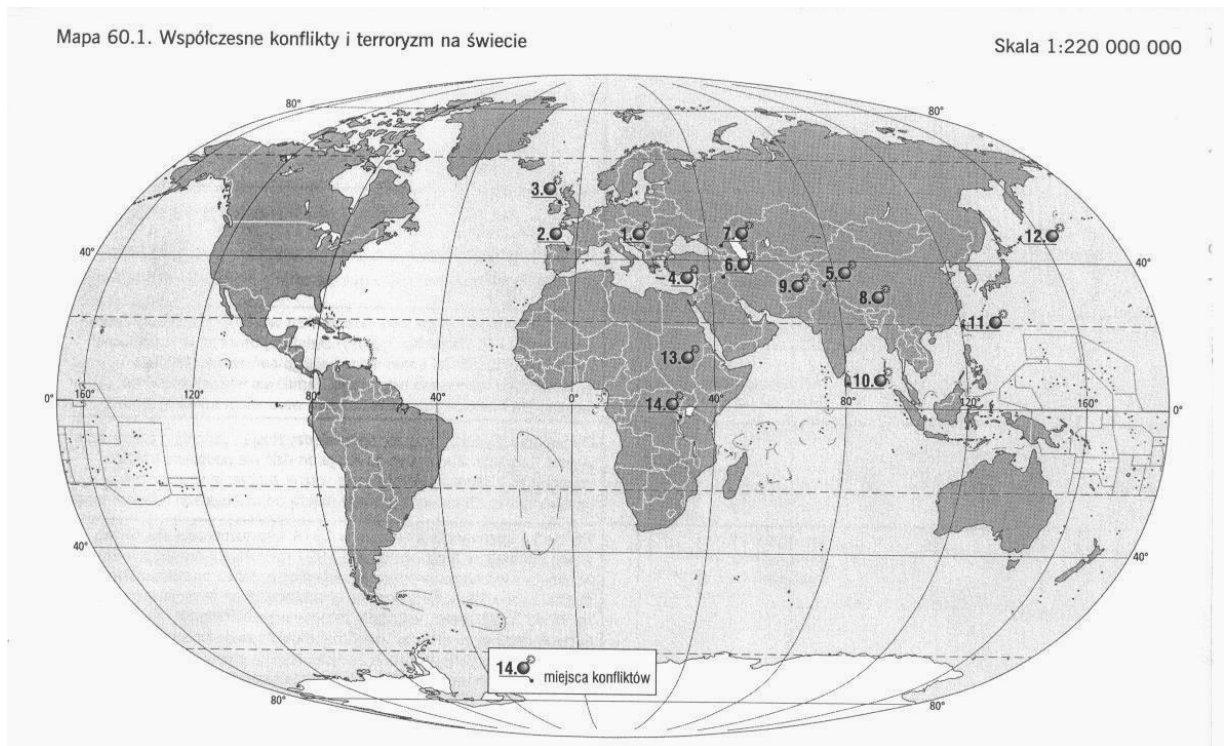 Mapa 60.1. Współczesne konflikty i terroryzm na świecie
Skala 1:220 000 000
80° 80°
3.
2. 1. 7. 12.
40° 6. 40°
4. 5.
9. 8.
11.
13.
10.
14.
0° 160° 80° 40° 0° 40° 80° 120° 160° 0°
40° 40°
14. miejsca konfliktów
80° 80°